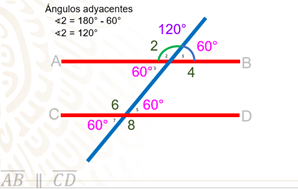 Ángulos adyacentes
∢2 = 180° - 60°
∢2 = 120°
120°
2
60°
A
B
60°
4
6
60°
C
D
60°
8
AB || CD